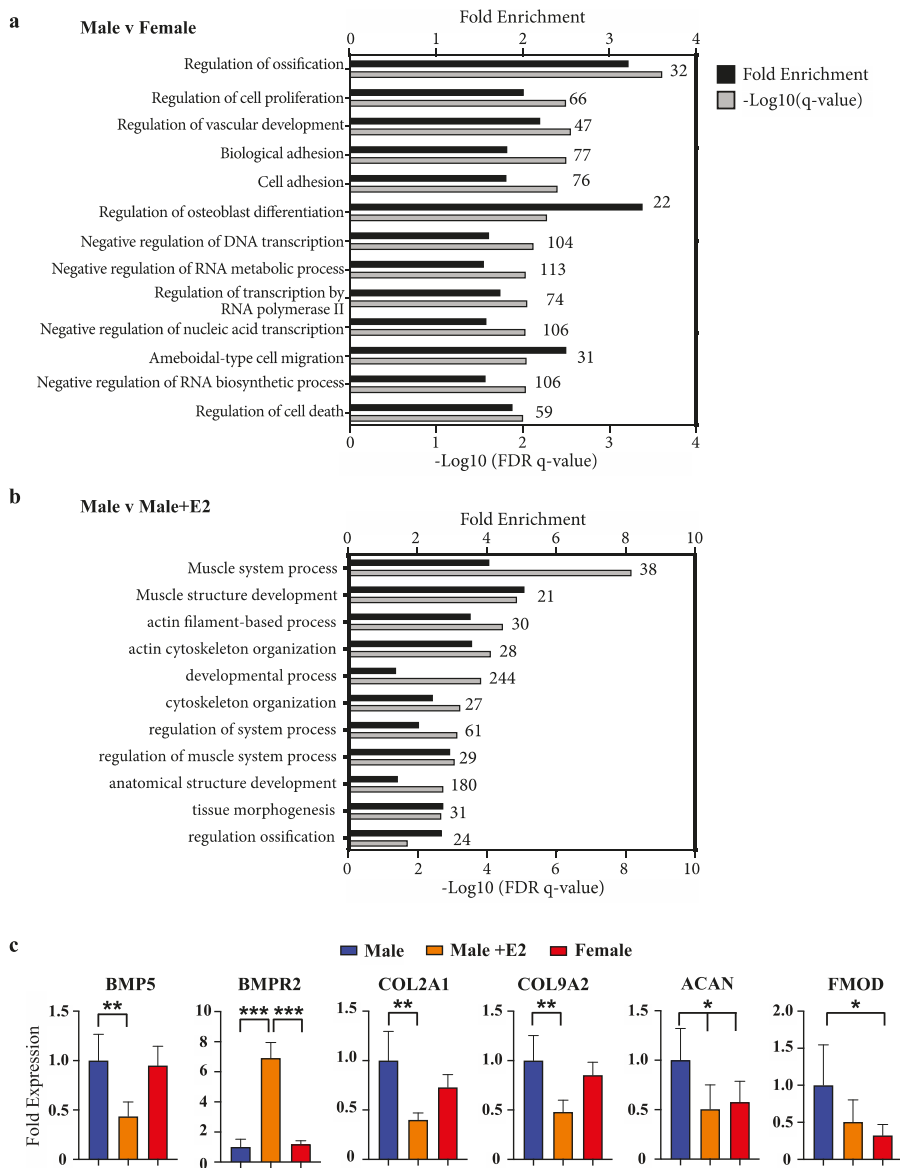 a
Male v Female
Fold Enrichment
0 1 2 3 4
Regulation of ossification 32
Regulation of cell proliferation 66
Regulation of vascular development 47
Biological adhesion 77
Cell adhesion 76
Regulation of osteoblast differentiation 22
Negative regulation of DNA transcription 104
Negative regulation of RNA metabolic process 113
Regulation of transcription by
RNA polymerase II 74
Negative regulation of nucleic acid transcription 106
Ameboidal-type cell migration 31
Negative regulation of RNA biosynthetic process 106
Regulation of cell death 59
0 1 2 3 4
-Log10 (FDR q-value)
Fold Enrichment
-Log10(q-value)
b
Male v Male+E2
Fold Enrichment
0 2 4 6 8 10
Muscle system process 38
Muscle structure development 21
actin filament-based process 30
actin cytoskeleton organization 28
developmental process 244
cytoskeleton organization 27
regulation of system process 61
regulation of muscle system process 29
anatomical structure development 180
tissue morphogenesis 31
regulation ossification 24
0 2 4 6 8 10
-Log10 (FDR q-value)
c
Male Male +E2 Female
Fold Expression
BMP5
1.5
1.0
0.5
0
**
BMPR2
10
8
6
4
2
0
*** ***
COL2A1
1.5
1.0
0.5
0
**
COL9A2
1.5
1.0
0.5
0
**
ACAN
1.5
1.0
0.5
0
*
FMOD
2.0
1.5
1.0
0.5
0
*